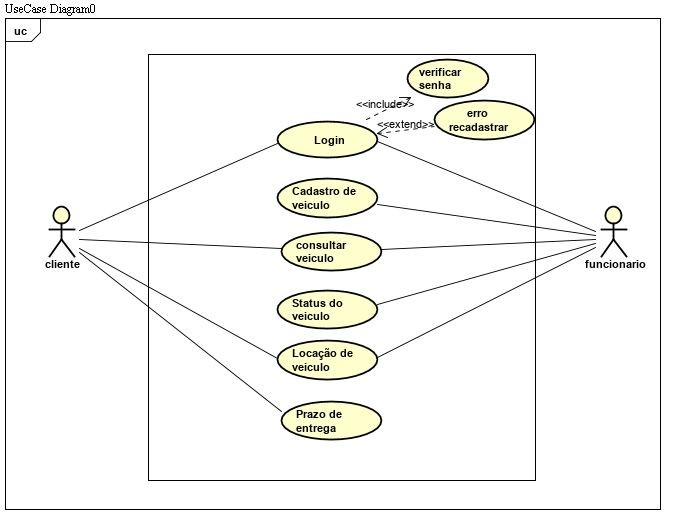 UseCase Diagram0
uc
verificar
senha
<<include>>
erro
recadastrar
<<extend>>
Login
Cadastro de
veiculo
consultar
veiculo
cliente
funcionario
Status do
veiculo
Locação de
veiculo
Prazo de
entrega